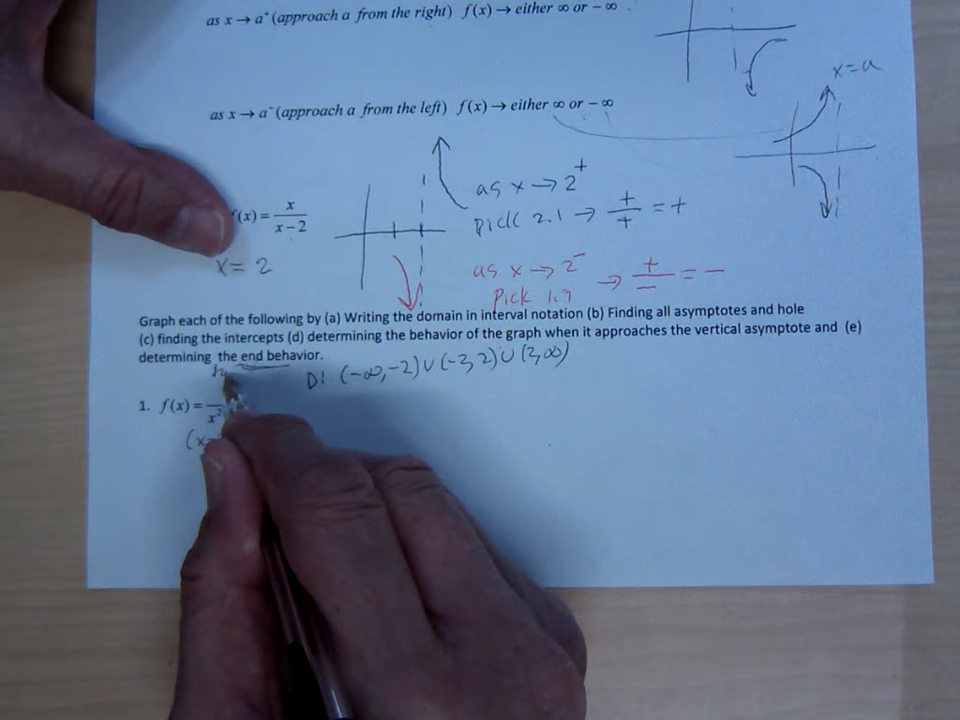 as x → a⁺ (approach a from the right) f(x) → either ∞ or − ∞
x=a
as x → a⁻ (approach a from the left) f(x) → either ∞ or − ∞
as x → 2⁺
(x) = x/(x − 2)
pick 2.1 → +/+ = +
x = 2
as x → 2⁻ → +/− = −
Pick 1.9
Graph each of the following by (a) Writing the domain in interval notation (b) Finding all asymptotes and hole
(c) finding the intercepts (d) determining the behavior of the graph when it approaches the vertical asymptote and (e)
determining the end behavior.
D: (-∞,-2) ∪ (-2,2) ∪ (2,∞)
1. f(x) =
x²
(x